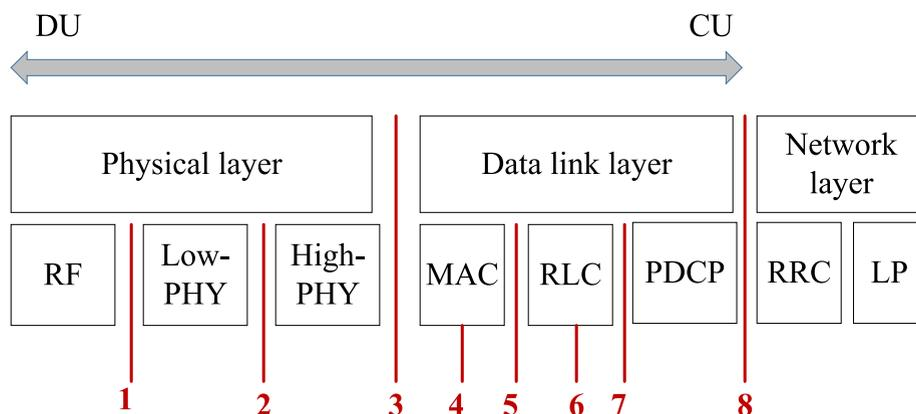 DU CU
Physical layer
Data link layer
Network
layer
RF
Low-
PHY
High-
PHY
MAC
RLC
PDCP
RRC
LP
1 2 3 4 5 6 7 8